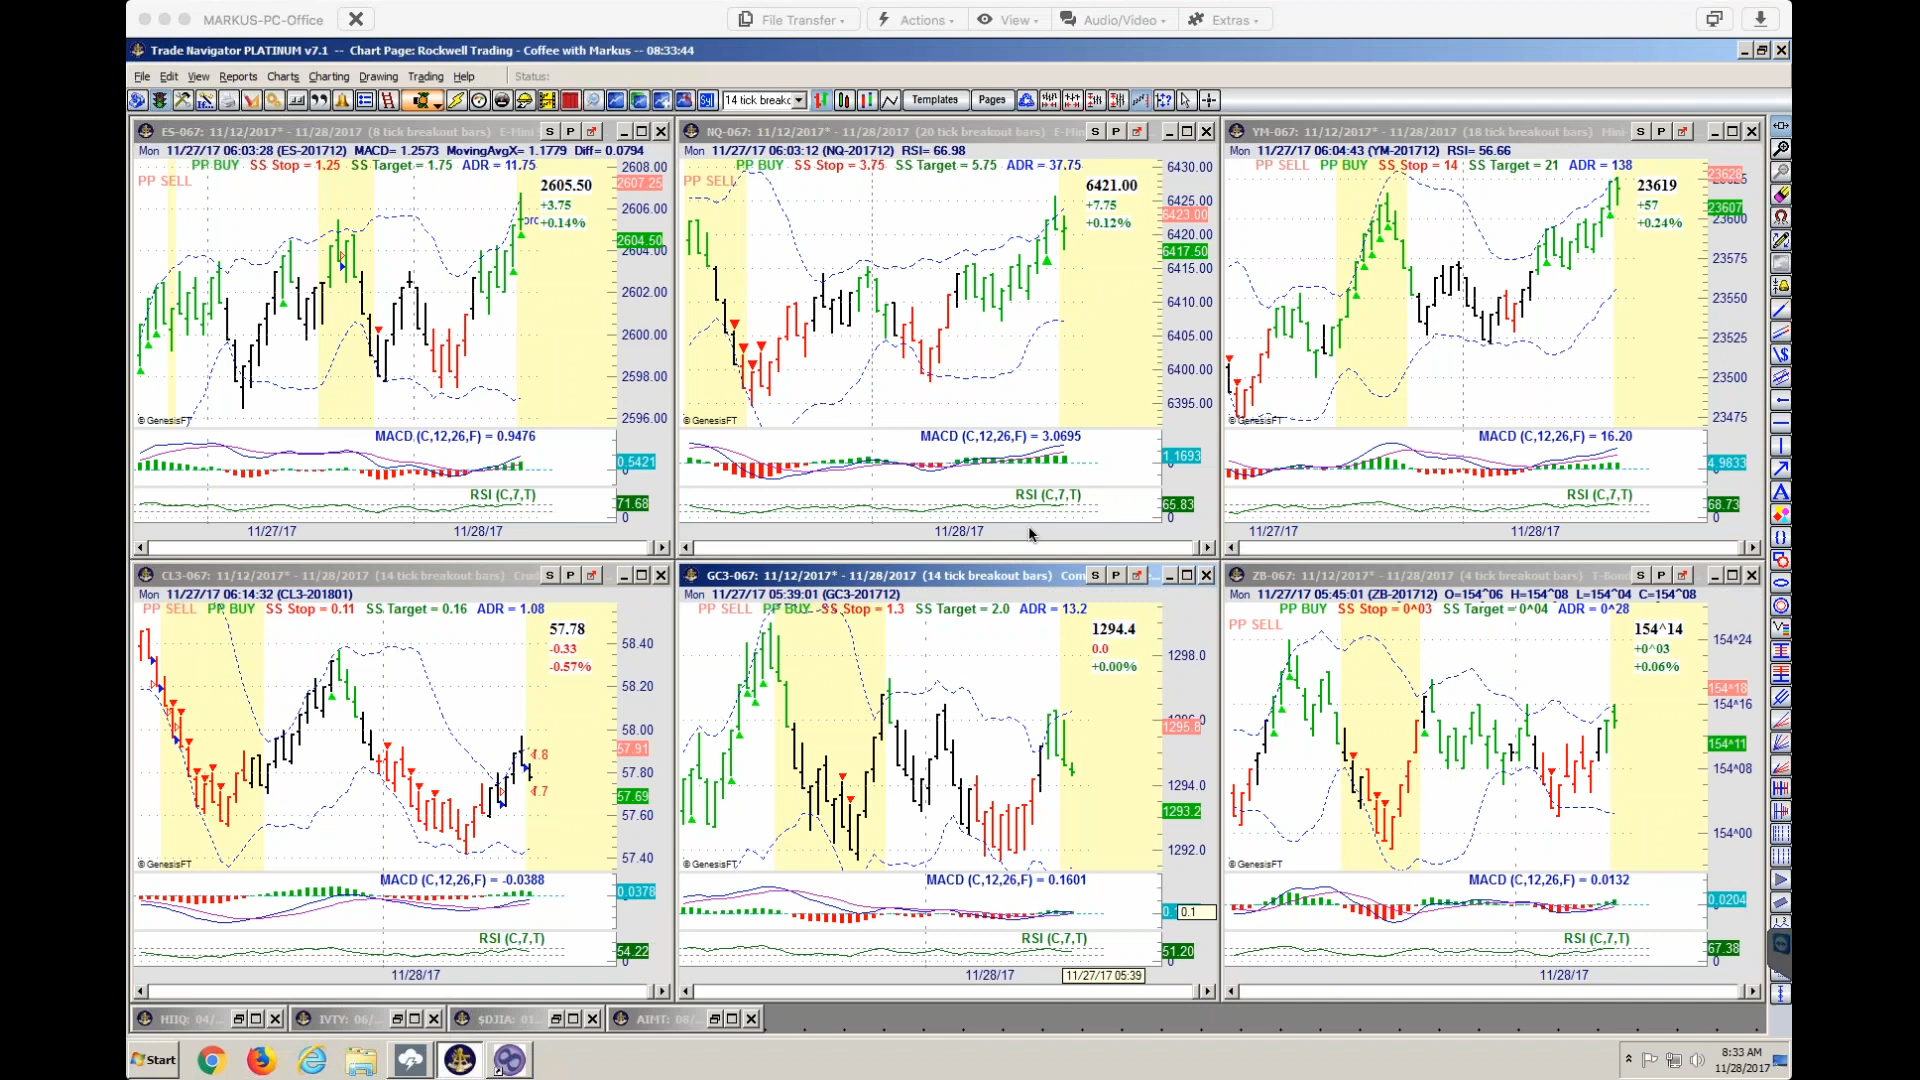 MARKUS-PC-Office
File Transfer
Actions
View
Audio/Video
Extras
Trade Navigator PLATINUM v7.1 -- Chart Page: Rockwell Trading - Coffee with Markus -- 08:33:44
File Edit View Reports Charts Charting Drawing Trading Help Status:
14 tick breakc Templates Pages
ES-067: 11/12/2017* - 11/28/2017 (8 tick breakout bars) E-Mini S P
Mon 11/27/17 06:03:28 (ES-201712) MACD= 1.2573 MovingAvgX= 1.1779 Diff= 0.0794
PP BUY SS Stop = 1.25 SS Target = 1.75 ADR = 11.75
PP SELL
2605.50
+3.75
+0.14%
2608.00
2607.25
2606.00
2604.50
2604.00
2602.00
2600.00
2598.00
2596.00
© GenesisFT
MACD (C,12,26,F) = 0.9476
0.5421
RSI (C,7,T)
71.68
0
11/27/17 11/28/17
NQ-067: 11/12/2017* - 11/28/2017 (20 tick breakout bars) E-Min S P
Mon 11/27/17 06:03:12 (NQ-201712) RSI= 66.98
PP BUY SS Stop = 3.75 SS Target = 5.75 ADR = 37.75
PP SELL
6421.00
+7.75
+0.12%
6430.00
6425.00
6423.00
6420.00
6417.50
6415.00
6410.00
6405.00
6400.00
6395.00
© GenesisFT
MACD (C,12,26,F) = 3.0695
1.1693
RSI (C,7,T)
65.83
0
11/28/17
YM-067: 11/12/2017* - 11/28/2017 (18 tick breakout bars) Mini- S P
Mon 11/27/17 06:04:43 (YM-201712) RSI= 56.66
PP SELL PP BUY SS Stop = 14 SS Target = 21 ADR = 138
23619
+57
+0.24%
23628
23607
23600
23575
23550
23525
23500
23475
© GenesisFT
MACD (C,12,26,F) = 16.20
4.9833
RSI (C,7,T)
68.73
0
11/27/17 11/28/17
CL3-067: 11/12/2017* - 11/28/2017 (14 tick breakout bars) Crud S P
Mon 11/27/17 06:14:32 (CL3-201801)
PP SELL PP BUY SS Stop = 0.11 SS Target = 0.16 ADR = 1.08
57.78
-0.33
-0.57%
58.40
58.20
58.00
57.91
57.80
57.69
57.60
57.40
© GenesisFT
MACD (C,12,26,F) = -0.0388
0.0378
RSI (C,7,T)
54.22
0
11/28/17
GC3-067: 11/12/2017* - 11/28/2017 (14 tick breakout bars) Com S P
Mon 11/27/17 05:39:01 (GC3-201712)
PP SELL PP BUY SS Stop = 1.3 SS Target = 2.0 ADR = 13.2
1294.4
0.0
+0.00%
1298.0
1295.8
1294.0
1293.2
1292.0
© GenesisFT
MACD (C,12,26,F) = 0.1601
0.1
RSI (C,7,T)
51.20
11/28/17 11/27/17 05:39
ZB-067: 11/12/2017* - 11/28/2017 (4 tick breakout bars) T-Bond S P
Mon 11/27/17 05:45:01 (ZB-201712) O=154^06 H=154^08 L=154^04 C=154^08
PP BUY SS Stop = 0^03 SS Target = 0^04 ADR = 0^28
PP SELL
154^14
+0^03
+0.06%
154^24
154^18
154^16
154^11
154^08
154^00
© GenesisFT
MACD (C,12,26,F) = 0.0132
0.0204
RSI (C,7,T)
67.38
0
11/28/17
IVTY: 06/...
$DJIA: 01...
AIMT: 08/...
Start
8:33 AM
11/28/2017